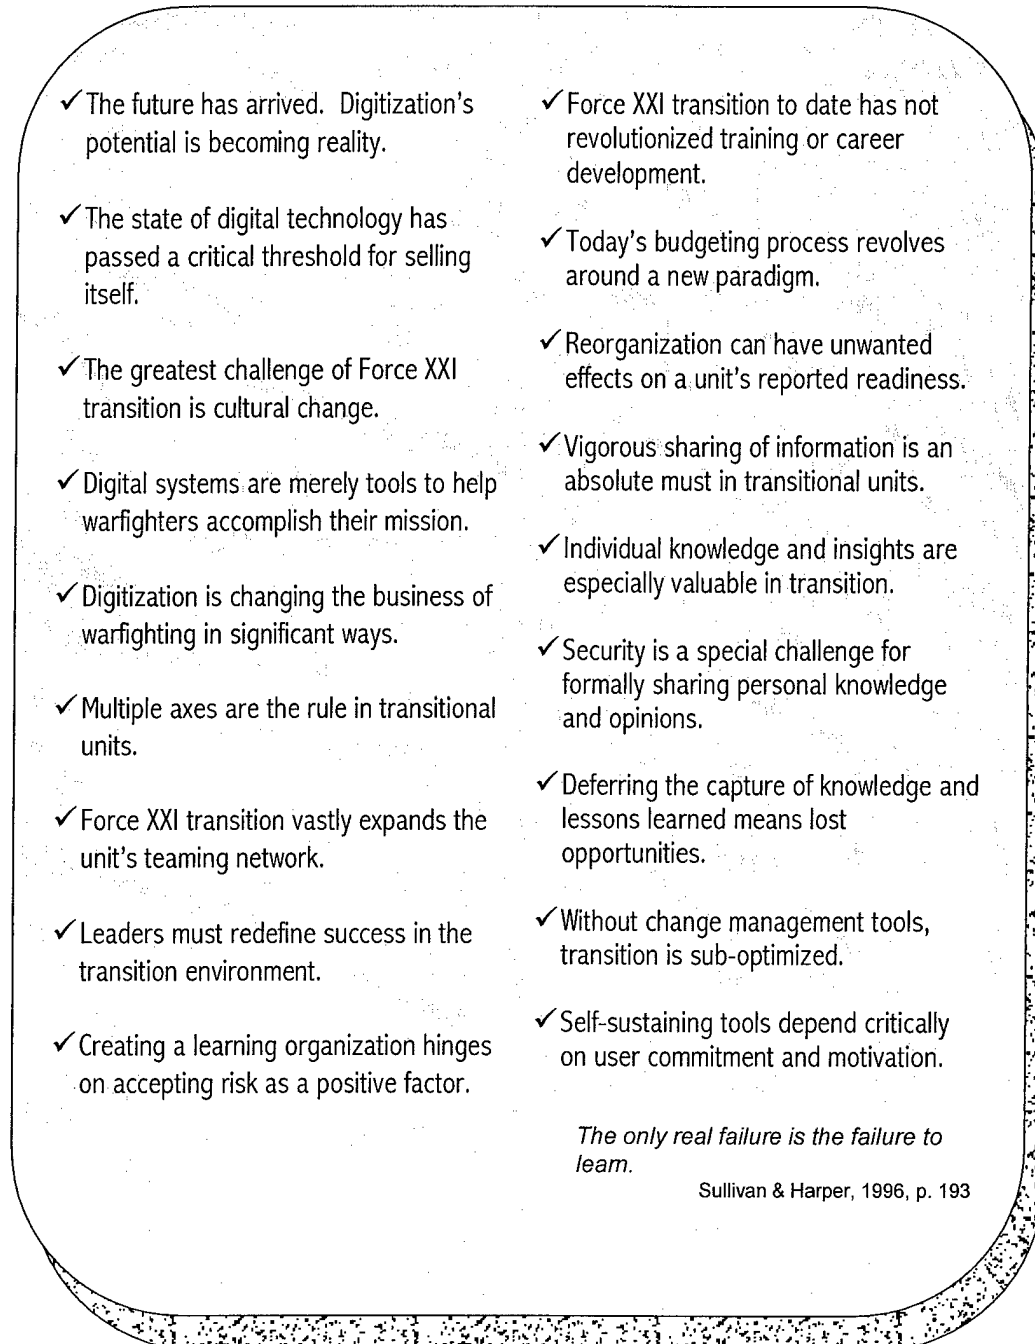 ✓The future has arrived.  Digitization's
potential is becoming reality.
✓The state of digital technology has
passed a critical threshold for selling
itself.
✓The greatest challenge of Force XXI
transition is cultural change.
✓Digital systems are merely tools to help
warfighters accomplish their mission.
✓Digitization is changing the business of
warfighting in significant ways.
✓Multiple axes are the rule in transitional
units.
✓Force XXI transition vastly expands the
unit's teaming network.
✓Leaders must redefine success in the
transition environment.
✓Creating a learning organization hinges
on accepting risk as a positive factor.
✓Force XXI transition to date has not
revolutionized training or career
development.
✓Today's budgeting process revolves
around a new paradigm.
✓Reorganization can have unwanted
effects on a unit's reported readiness.
✓Vigorous sharing of information is an
absolute must in transitional units.
✓Individual knowledge and insights are
especially valuable in transition.
✓Security is a special challenge for
formally sharing personal knowledge
and opinions.
✓Deferring the capture of knowledge and
lessons learned means lost
opportunities.
✓Without change management tools,
transition is sub-optimized.
✓Self-sustaining tools depend critically
on user commitment and motivation.
The only real failure is the failure to
learn.
Sullivan & Harper, 1996, p. 193